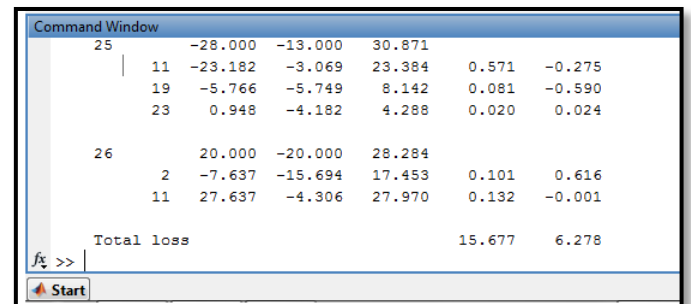 Command Window
25 -28.000 -13.000 30.871
11 -23.182 -3.069 23.384 0.571 -0.275
19 -5.766 -5.749 8.142 0.081 -0.590
23 0.948 -4.182 4.288 0.020 0.024
26 20.000 -20.000 28.284
2 -7.637 -15.694 17.453 0.101 0.616
11 27.637 -4.306 27.970 0.132 -0.001
Total loss 15.677 6.278
fx >>
Start